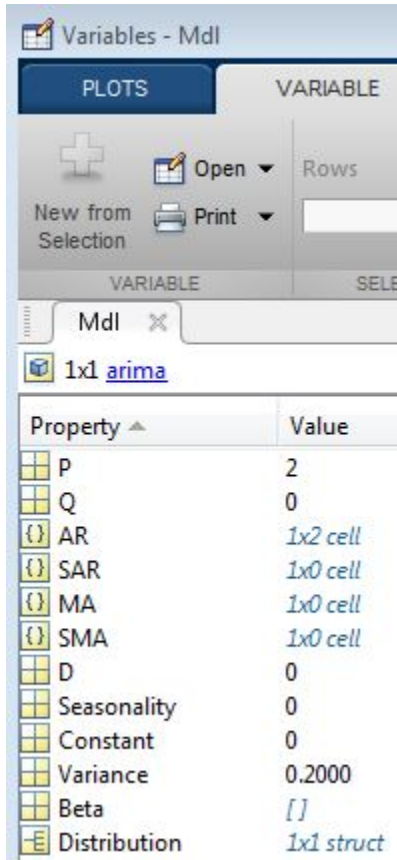 Variables - Mdl
PLOTS VARIABLE
New from Selection
Open
Print
Rows
VARIABLE SELE
Mdl
1x1 arima
Property Value
P 2
Q 0
{} AR 1x2 cell
{} SAR 1x0 cell
{} MA 1x0 cell
{} SMA 1x0 cell
D 0
Seasonality 0
Constant 0
Variance 0.2000
Beta []
Distribution 1x1 struct